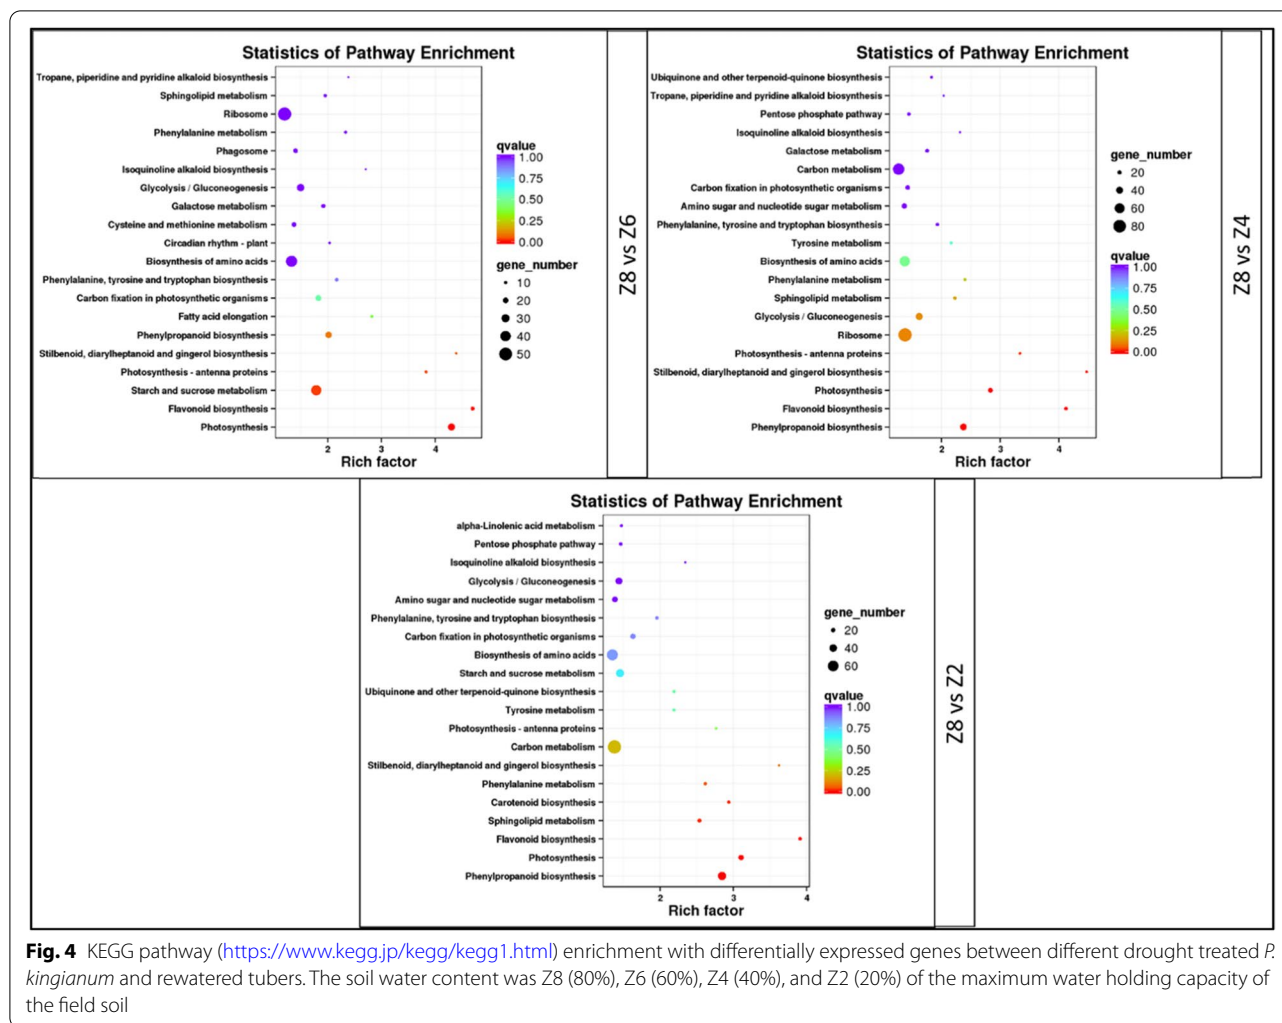 Statistics of Pathway Enrichment
Tropane, piperidine and pyridine alkaloid biosynthesis
Sphingolipid metabolism
Ribosome
Phenylalanine metabolism
Phagosome
Isoquinoline alkaloid biosynthesis
Glycolysis / Gluconeogenesis
Galactose metabolism
Cysteine and methionine metabolism
Circadian rhythm - plant
Biosynthesis of amino acids
Phenylalanine, tyrosine and tryptophan biosynthesis
Carbon fixation in photosynthetic organisms
Fatty acid elongation
Phenylpropanoid biosynthesis
Stilbenoid, diarylheptanoid and gingerol biosynthesis
Photosynthesis - antenna proteins
Starch and sucrose metabolism
Flavonoid biosynthesis
Photosynthesis
2 3 4
Rich factor
qvalue
1.00
0.75
0.50
0.25
0.00
gene_number
10
20
30
40
50
Z8 vs Z6
Statistics of Pathway Enrichment
Ubiquinone and other terpenoid-quinone biosynthesis
Tropane, piperidine and pyridine alkaloid biosynthesis
Pentose phosphate pathway
Isoquinoline alkaloid biosynthesis
Galactose metabolism
Carbon metabolism
Carbon fixation in photosynthetic organisms
Amino sugar and nucleotide sugar metabolism
Phenylalanine, tyrosine and tryptophan biosynthesis
Tyrosine metabolism
Biosynthesis of amino acids
Phenylalanine metabolism
Sphingolipid metabolism
Glycolysis / Gluconeogenesis
Ribosome
Photosynthesis - antenna proteins
Stilbenoid, diarylheptanoid and gingerol biosynthesis
Photosynthesis
Flavonoid biosynthesis
Phenylpropanoid biosynthesis
2 3 4
Rich factor
gene_number
20
40
60
80
qvalue
1.00
0.75
0.50
0.25
0.00
Z8 vs Z4
Statistics of Pathway Enrichment
alpha-Linolenic acid metabolism
Pentose phosphate pathway
Isoquinoline alkaloid biosynthesis
Glycolysis / Gluconeogenesis
Amino sugar and nucleotide sugar metabolism
Phenylalanine, tyrosine and tryptophan biosynthesis
Carbon fixation in photosynthetic organisms
Biosynthesis of amino acids
Starch and sucrose metabolism
Ubiquinone and other terpenoid-quinone biosynthesis
Tyrosine metabolism
Photosynthesis - antenna proteins
Carbon metabolism
Stilbenoid, diarylheptanoid and gingerol biosynthesis
Phenylalanine metabolism
Carotenoid biosynthesis
Sphingolipid metabolism
Flavonoid biosynthesis
Photosynthesis
Phenylpropanoid biosynthesis
2 3 4
Rich factor
gene_number
20
40
60
qvalue
1.00
0.75
0.50
0.25
0.00
Z8 vs Z2
Fig. 4 KEGG pathway (https://www.kegg.jp/kegg/kegg1.html) enrichment with differentially expressed genes between different drought treated P.
kingianum and rewatered tubers. The soil water content was Z8 (80%), Z6 (60%), Z4 (40%), and Z2 (20%) of the maximum water holding capacity of
the field soil